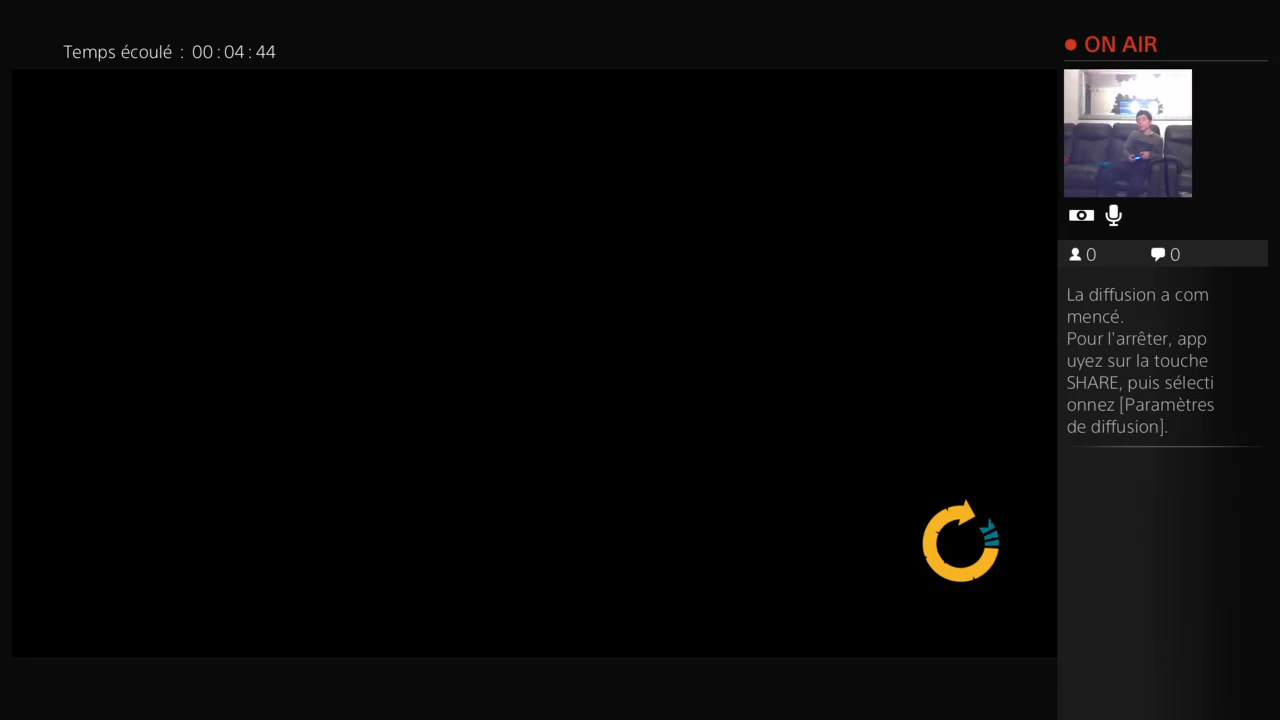 Temps écoulé : 00:04:44
ON AIR
0 0
La diffusion a com
mencé.
Pour l'arrêter, app
uyez sur la touche
SHARE, puis sélecti
onnez [Paramètres
de diffusion].